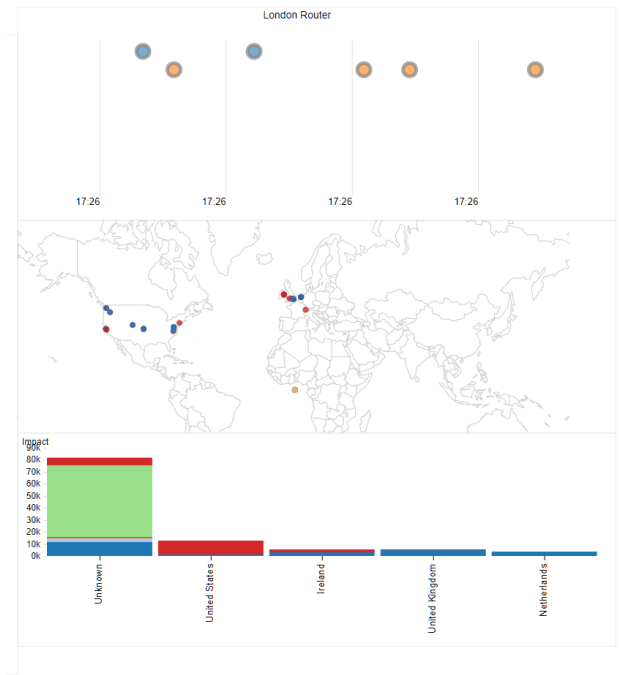 London Router
17:26 17:26 17:26 17:26
Impact
90k
80k
70k
60k
50k
40k
30k
20k
10k
0k
Unknown
United States
Ireland
United Kingdom
Netherlands